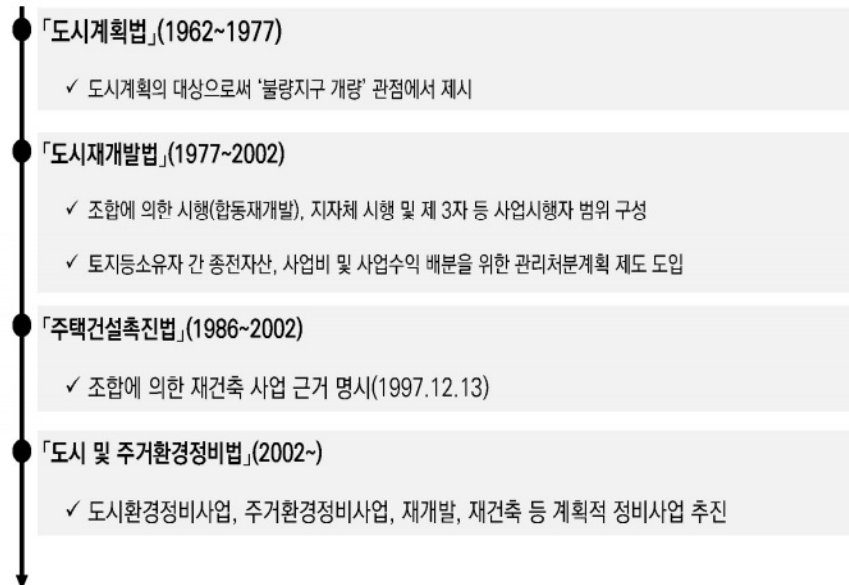 「도시계획법」(1962~1977)
✓ 도시계획의 대상으로써 '불량지구 개량' 관점에서 제시
「도시재개발법」(1977~2002)
✓ 조합에 의한 시행(합동재개발), 지자체 시행 및 제 3자 등 사업시행자 범위 구성
✓ 토지등소유자 간 종전자산, 사업비 및 사업수익 배분을 위한 관리처분계획 제도 도입
「주택건설촉진법」(1986~2002)
✓ 조합에 의한 재건축 사업 근거 명시(1997.12.13)
「도시 및 주거환경정비법」(2002~)
✓ 도시환경정비사업, 주거환경정비사업, 재개발, 재건축 등 계획적 정비사업 추진